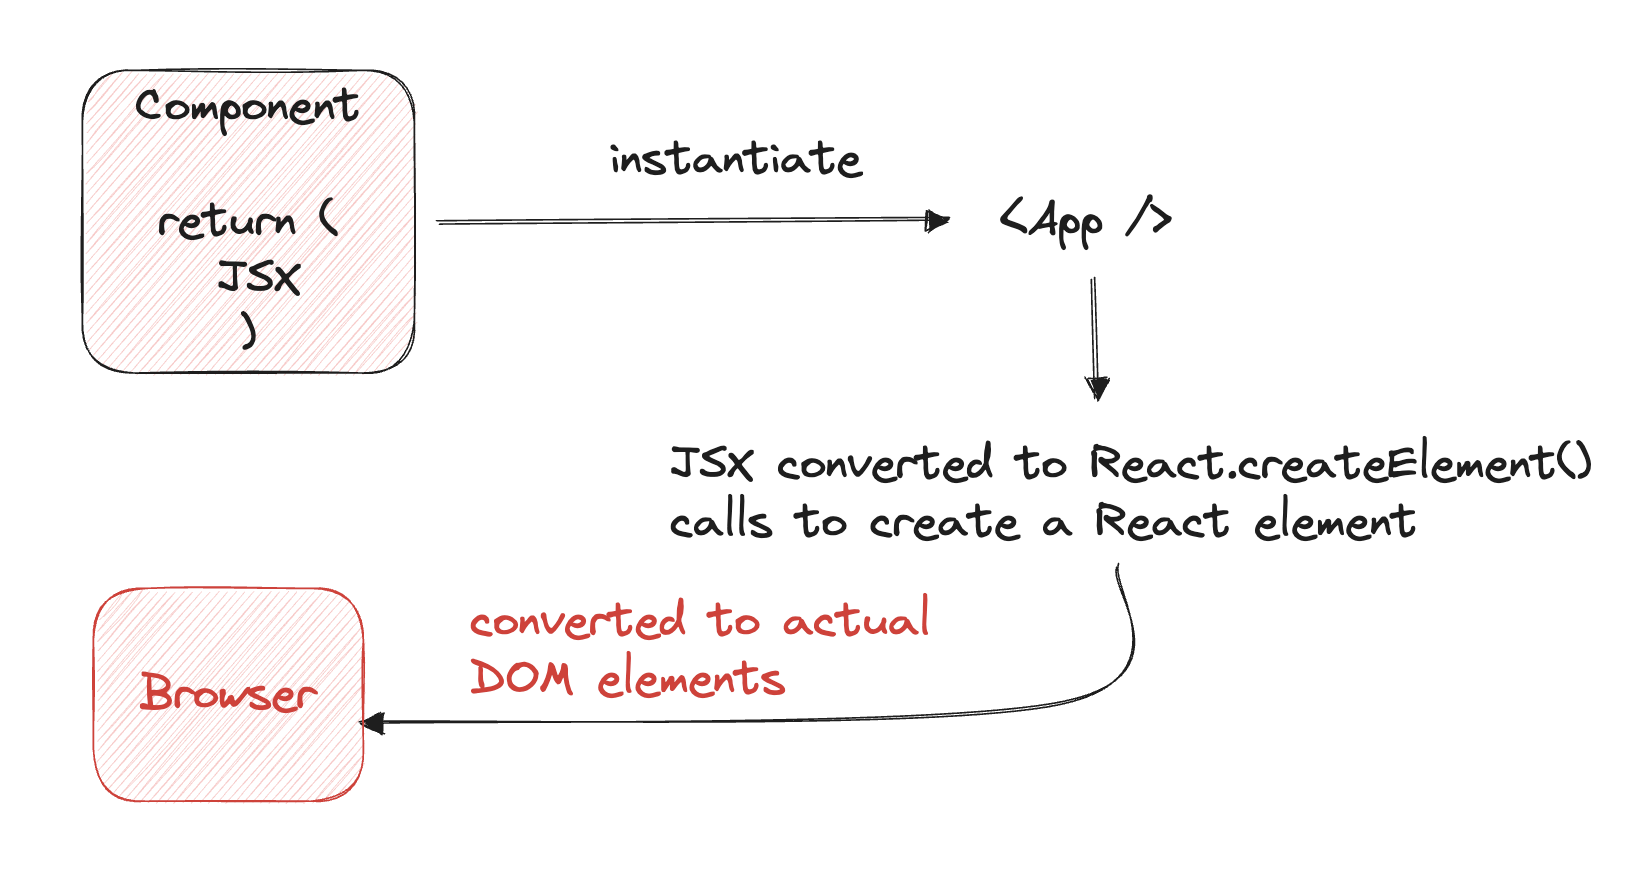 Component
return (
JSX
)
instantiate
<App />
JSX converted to React.createElement()
calls to create a React element
converted to actual
DOM elements
Browser